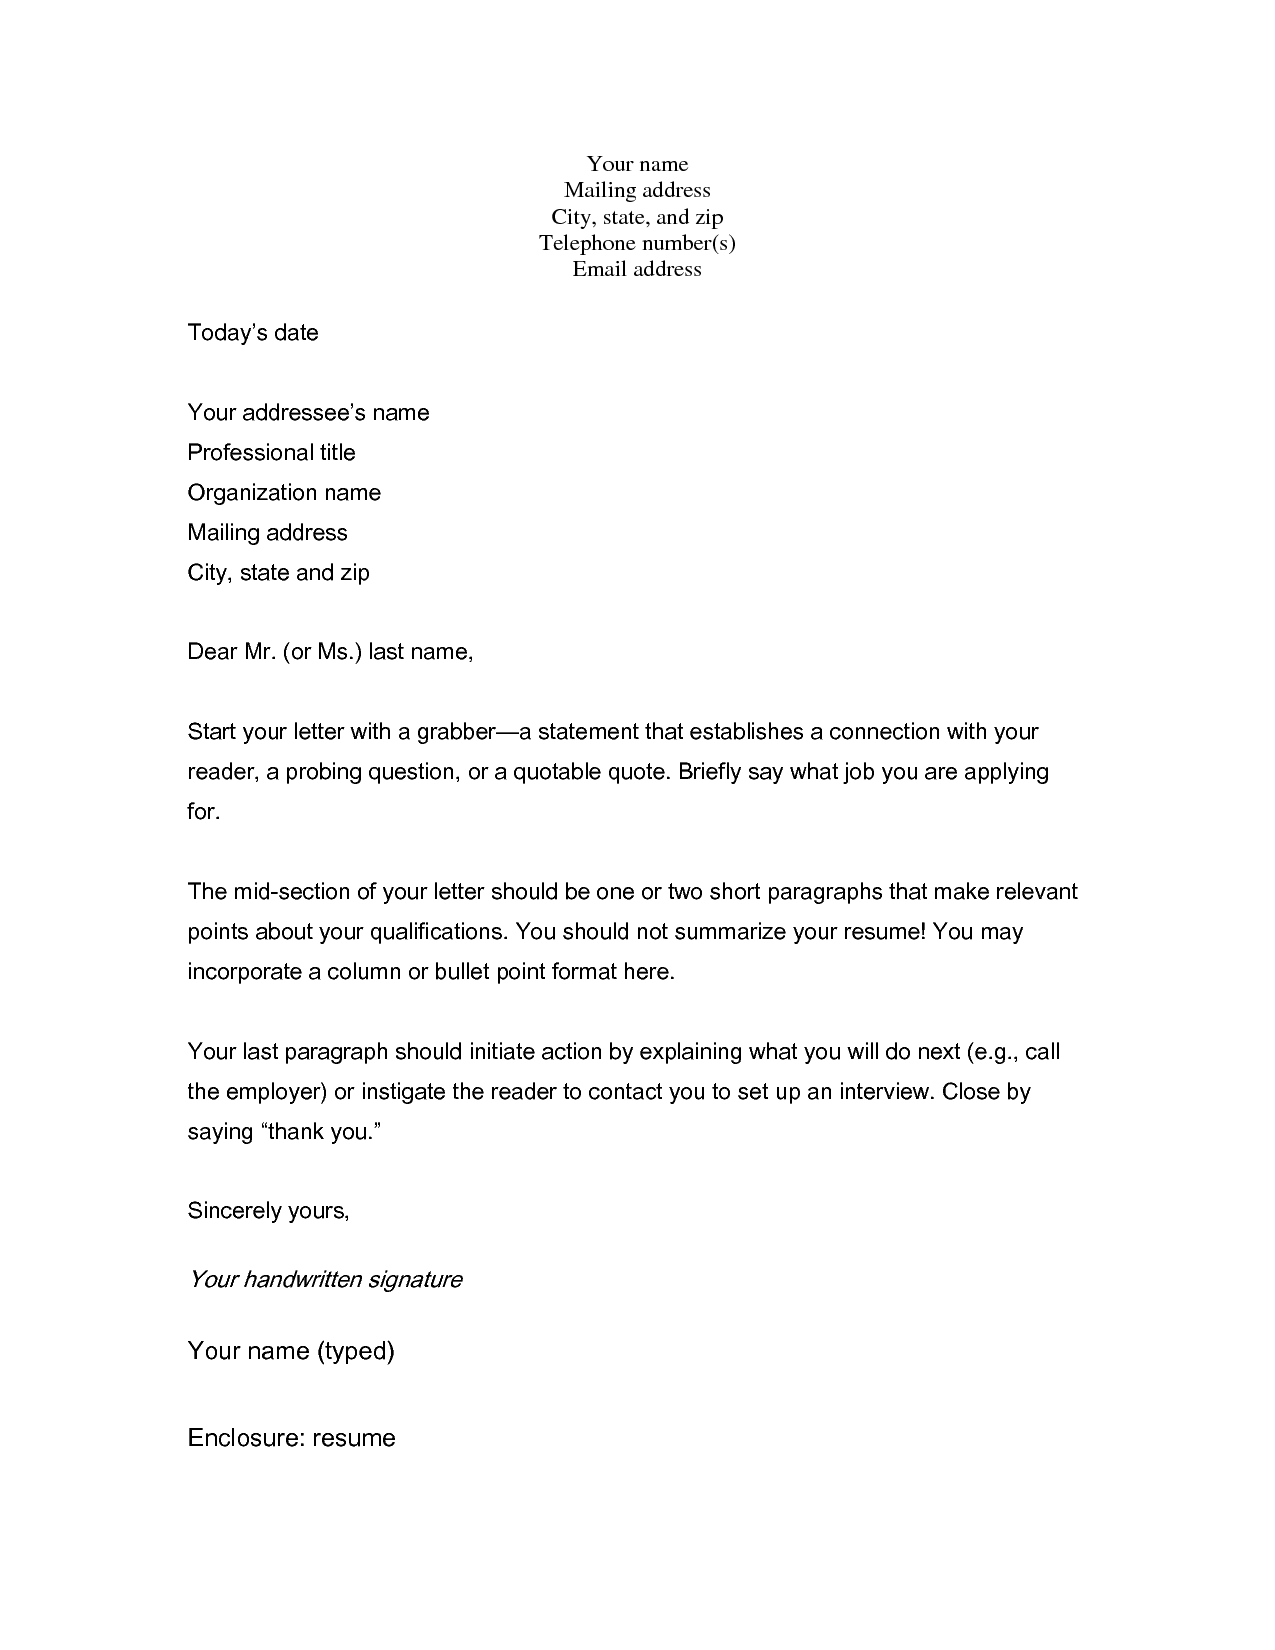 Your name
Mailing address
City, state, and zip
Telephone number(s)
Email address
Today’s date
Your addressee’s name
Professional title
Organization name
Mailing address
City, state and zip
Dear Mr. (or Ms.) last name,
Start your letter with a grabber—a statement that establishes a connection with your
reader, a probing question, or a quotable quote. Briefly say what job you are applying
for.
The mid-section of your letter should be one or two short paragraphs that make relevant
points about your qualifications. You should not summarize your resume! You may
incorporate a column or bullet point format here.
Your last paragraph should initiate action by explaining what you will do next (e.g., call
the employer) or instigate the reader to contact you to set up an interview. Close by
saying “thank you.”
Sincerely yours,
Your handwritten signature
Your name (typed)
Enclosure: resume